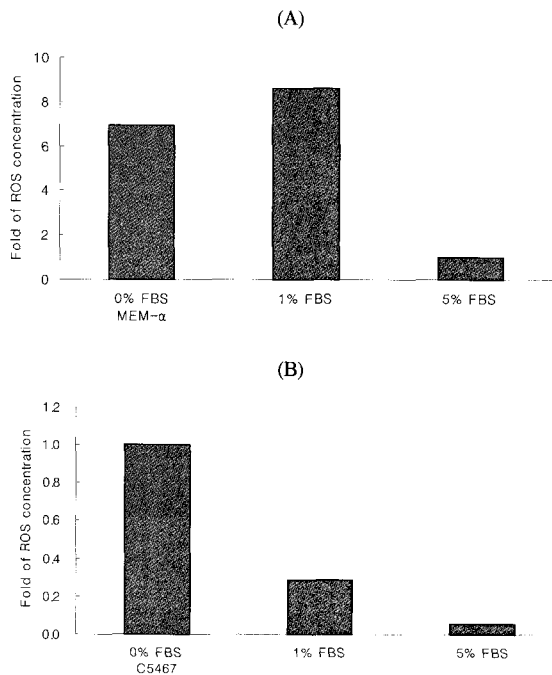 (A)
Fold of ROS concentration
10
8
6
4
2
0
0% FBS
MEM-α
1% FBS
5% FBS
(B)
Fold of ROS concentration
1.2
1.0
0.8
0.6
0.4
0.2
0.0
0% FBS
C5467
1% FBS
5% FBS